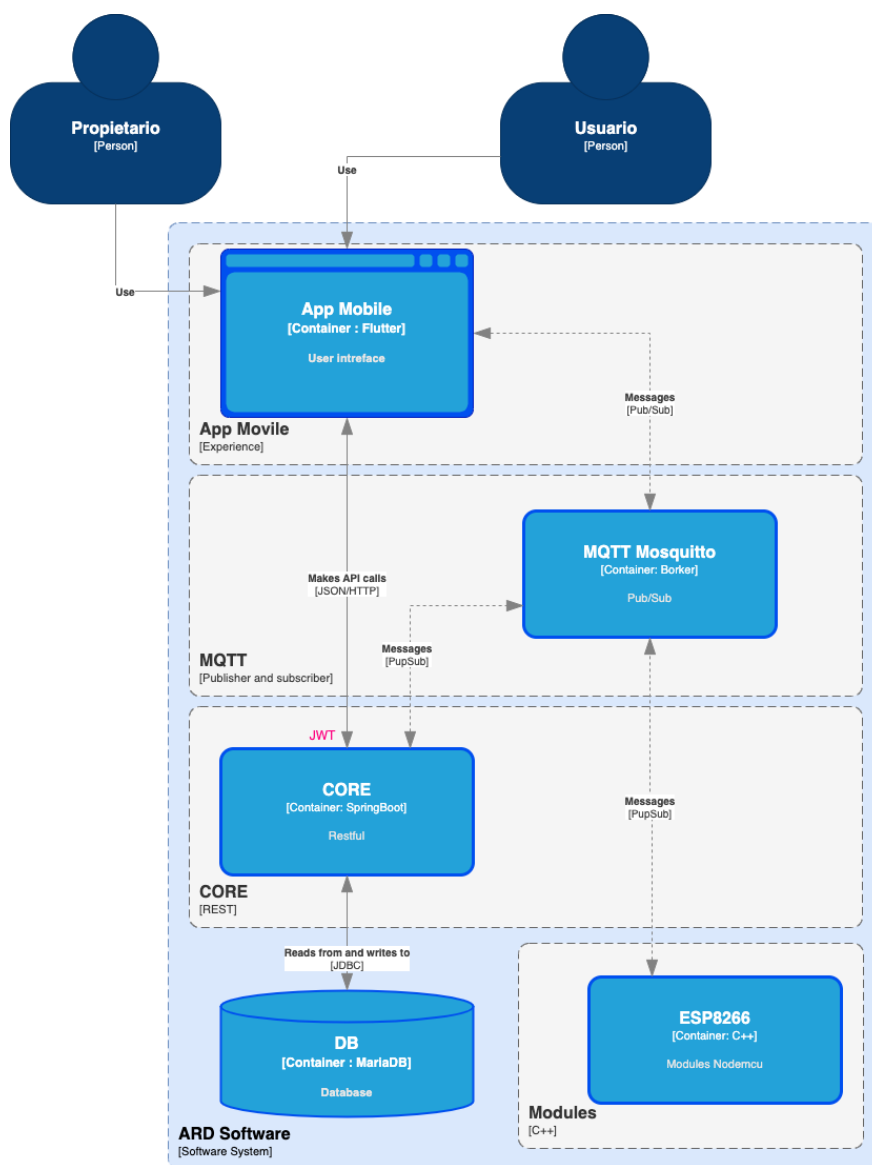 Propietario
[Person]
Usuario
[Person]
Use
Use
App Mobile
[Container : Flutter]
User intreface
App Movile
[Experience]
Messages
[Pub/Sub]
MQTT Mosquitto
[Container: Borker]
Pub/Sub
Makes API calls
[JSON/HTTP]
Messages
[PupSub]
MQTT
[Publisher and subscriber]
JWT
CORE
[Container: SpringBoot]
Restful
Messages
[PupSub]
CORE
[REST]
Reads from and writes to
[JDBC]
DB
[Container : MariaDB]
Database
ESP8266
[Container: C++]
Modules Nodemcu
Modules
[C++]
ARD Software
[Software System]